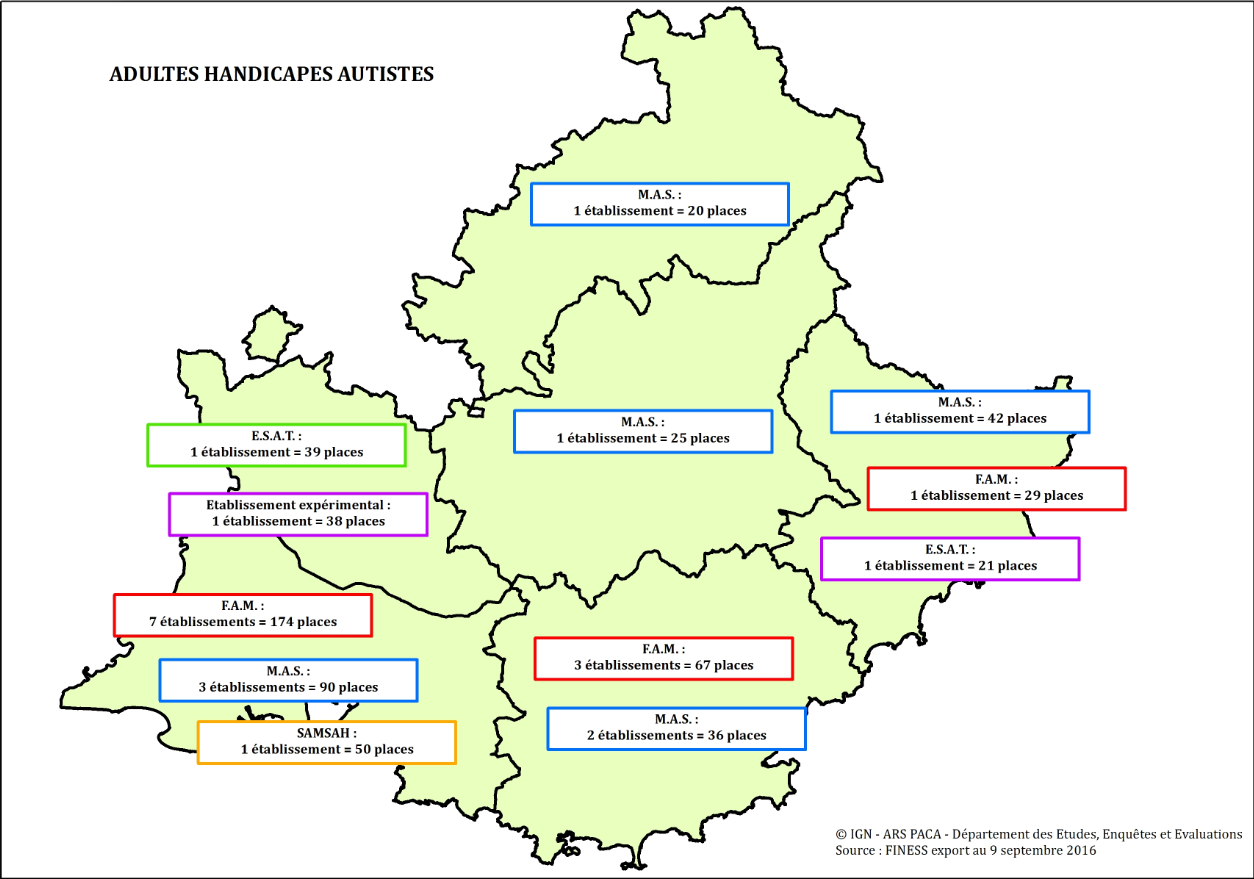 ADULTES HANDICAPES AUTISTES
M.A.S. :
1 établissement = 20 places
M.A.S. :
1 établissement = 42 places
M.A.S. :
1 établissement = 25 places
E.S.A.T. :
1 établissement = 39 places
F.A.M. :
1 établissement = 29 places
Etablissement expérimental :
1 établissement = 38 places
E.S.A.T. :
1 établissement = 21 places
F.A.M. :
7 établissements = 174 places
F.A.M. :
3 établissements = 67 places
M.A.S. :
3 établissements = 90 places
M.A.S. :
2 établissements = 36 places
SAMSAH :
1 établissement = 50 places
© IGN - ARS PACA - Département des Etudes, Enquêtes et Evaluations
Source : FINESS export au 9 septembre 2016